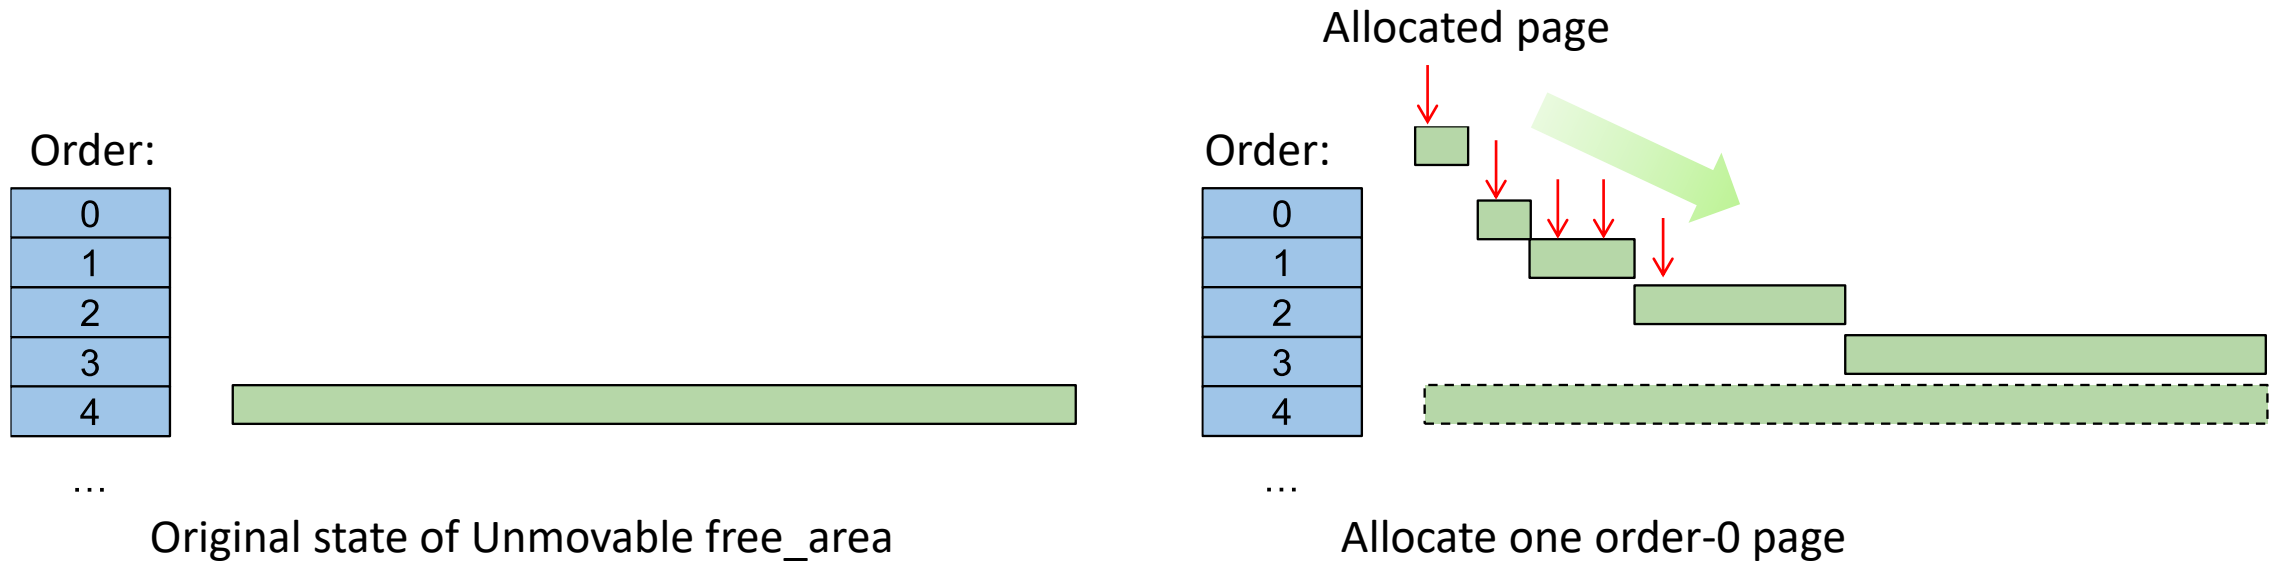 Allocated page
Order:
0
1
2
3
4
...
Original state of Unmovable free_area
Order:
0
1
2
3
4
...
Allocate one order-0 page